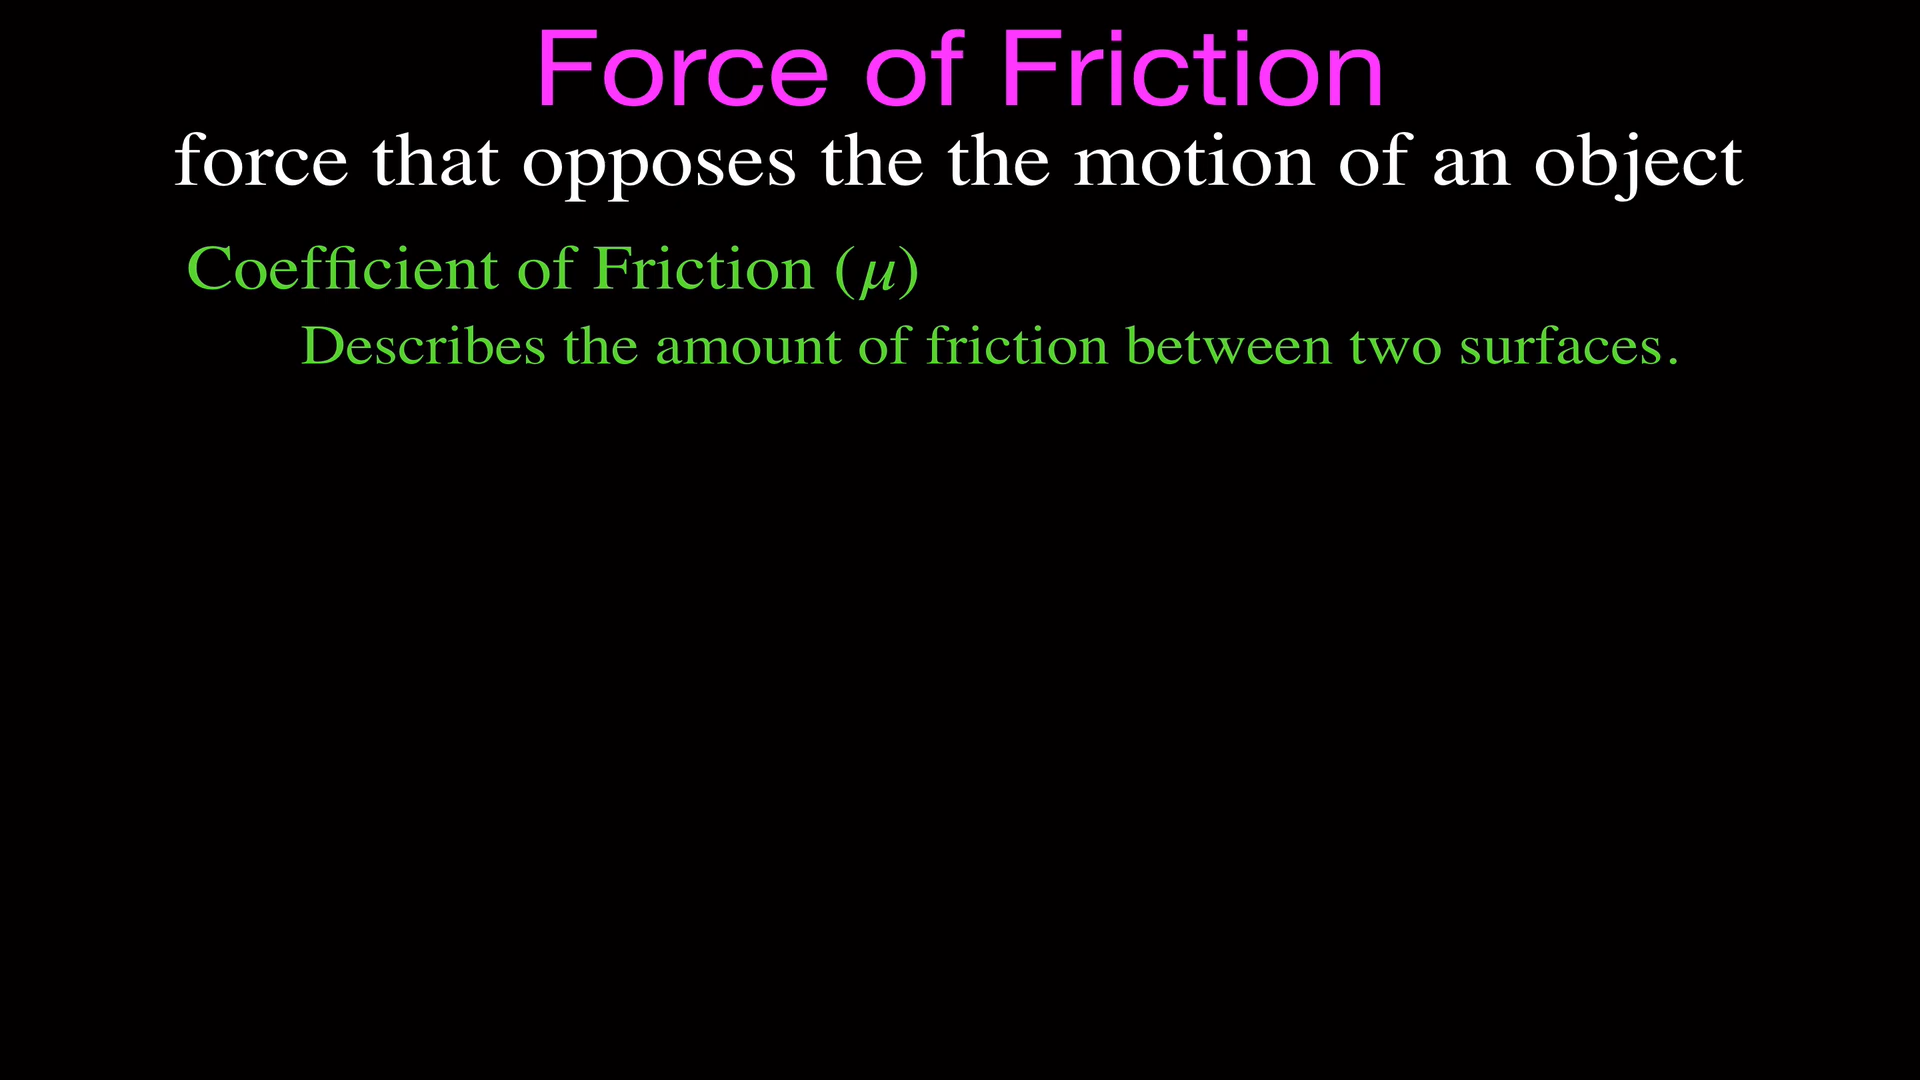 Force of Friction
force that opposes the the motion of an object
Coefficient of Friction (μ)
Describes the amount of friction between two surfaces.